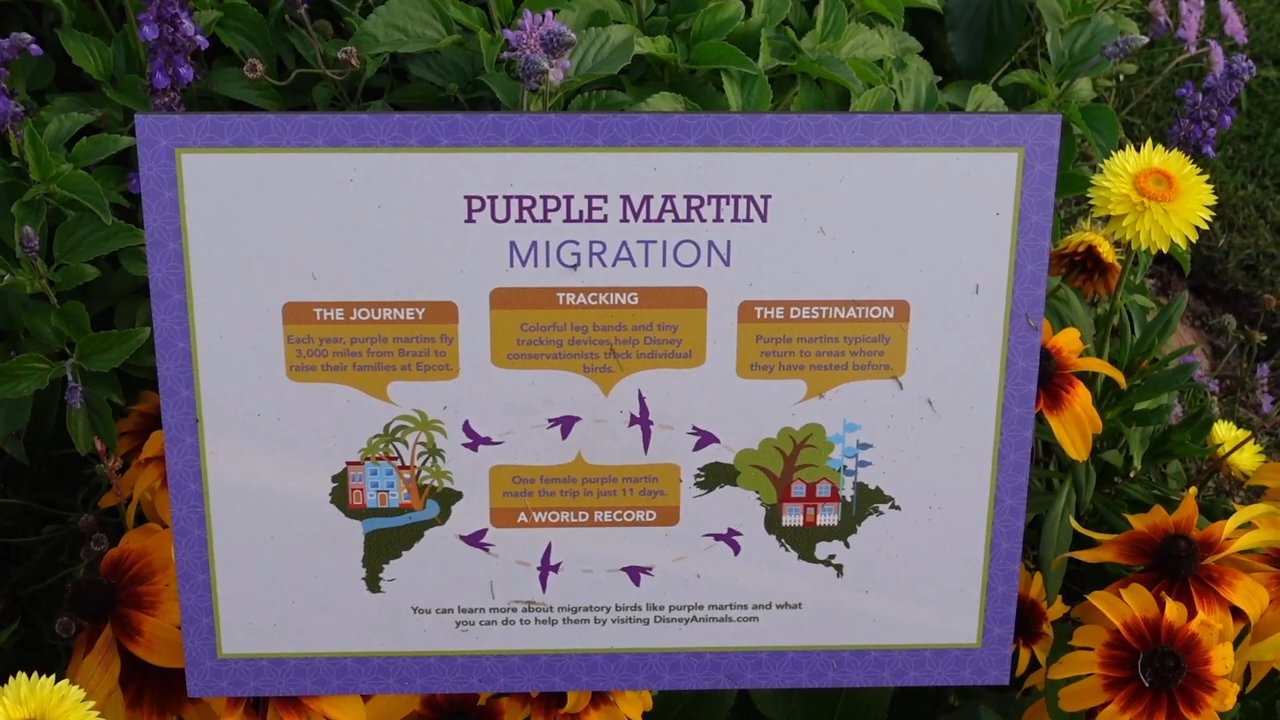 PURPLE MARTIN
MIGRATION
THE JOURNEY
Each year, purple martins fly
3,000 miles from Brazil to
raise their families at Epcot.
TRACKING
Colorful leg bands and tiny
tracking devices help Disney
conservationists track individual
birds.
THE DESTINATION
Purple martins typically
return to areas where
they have nested before.
One female purple martin
made the trip in just 11 days.
A WORLD RECORD
You can learn more about migratory birds like purple martins and what
you can do to help them by visiting DisneyAnimals.com